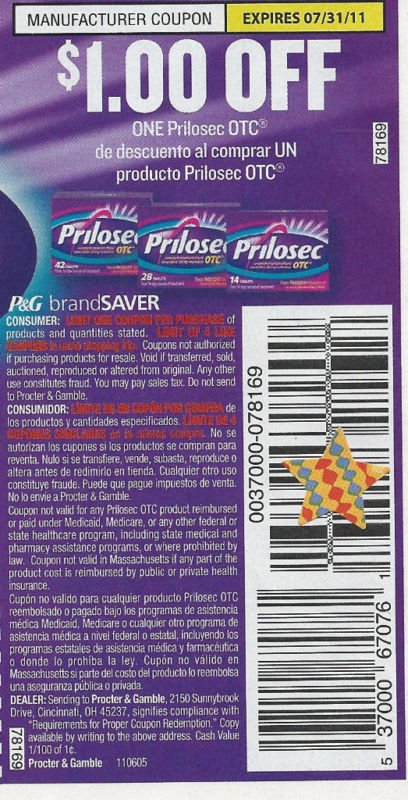 MANUFACTURER COUPON
EXPIRES 07/31/11
$1.00 OFF
ONE Prilosec OTC®
de descuento al comprar UN
producto Prilosec OTC®
78169
Prilosec OTC
42 TABLETS
Prilosec OTC
28 TABLETS
Prilosec OTC
14 TABLETS
P&G brandSAVER
CONSUMER: LIMIT ONE COUPON PER PURCHASE of
products and quantities stated. LIMIT OF 4 LIKE
COUPONS in same shopping trip. Coupons not authorized
if purchasing products for resale. Void if transferred, sold,
auctioned, reproduced or altered from original. Any other
use constitutes fraud. You may pay sales tax. Do not send
to Procter & Gamble.
CONSUMIDOR: LÍMITE DE UN CUPÓN POR COMPRA de
los productos y cantidades especificados. LÍMITE DE 4
CUPONES SIMILARES en la misma compra. No se
autorizan los cupones si los productos se compran para
reventa. Nulo si se transfiere, vende, subasta, reproduce o
altera antes de redimirlo en tienda. Cualquier otro uso
constituye fraude. Puede que pague impuestos de venta.
No lo envíe a Procter & Gamble.
Coupon not valid for any Prilosec OTC product reimbursed
or paid under Medicaid, Medicare, or any other federal or
state healthcare program, including state medical and
pharmacy assistance programs, or where prohibited by
law. Coupon not valid in Massachusetts if any part of the
product cost is reimbursed by public or private health
insurance.
Cupón no valido para cualquier producto Prilosec OTC
reembolsado o pagado bajo los programas de asistencia
médica Medicaid, Medicare o cualquier otro programa de
asistencia médica a nivel federal o estatal, incluyendo los
programas estatales de asistencia médica y farmacéutica
o donde lo prohíba la ley. Cupón no válido en
Massachusetts si parte del costo del producto lo reembolsa
una aseguranza pública o privada.
DEALER: Sending to Procter & Gamble, 2150 Sunnybrook
Drive, Cincinnati, OH 45237, signifies compliance with
"Requirements for Proper Coupon Redemption." Copy
available by writing to the above address. Cash Value
1/100 of 1¢.
Procter & Gamble 110605
78169
0037000-078169
5 37000 67076 1